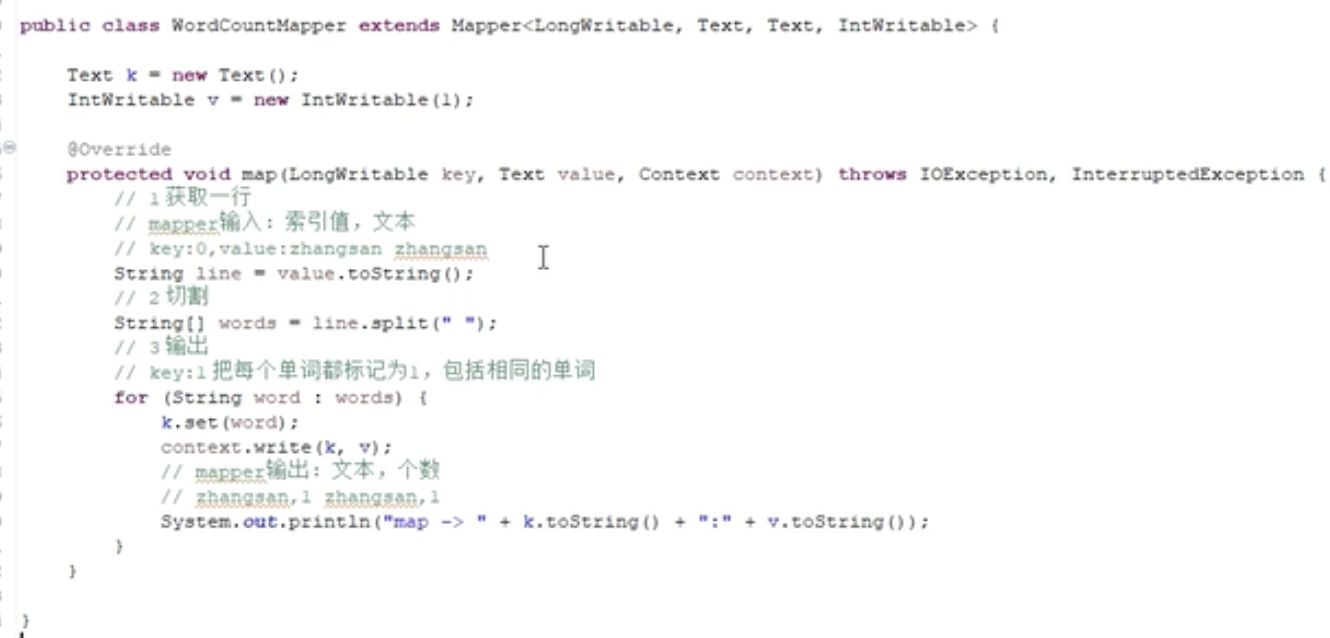 public class WordCountMapper extends Mapper<LongWritable, Text, Text, IntWritable> {
Text k = new Text();
IntWritable v = new IntWritable(1);
@Override
protected void map(LongWritable key, Text value, Context context) throws IOException, InterruptedException {
// 1 获取一行
// mapper输入：索引值，文本
// key:0,value:zhangsan zhangsan
String line = value.toString();
// 2 切割
String[] words = line.split(" ");
// 3 输出
// key:1 把每个单词都标记为1，包括相同的单词
for (String word : words) {
k.set(word);
context.write(k, v);
// mapper输出：文本，个数
// zhangsan,1 zhangsan,1
System.out.println("map -> " + k.toString() + ":" + v.toString());
}
}
}